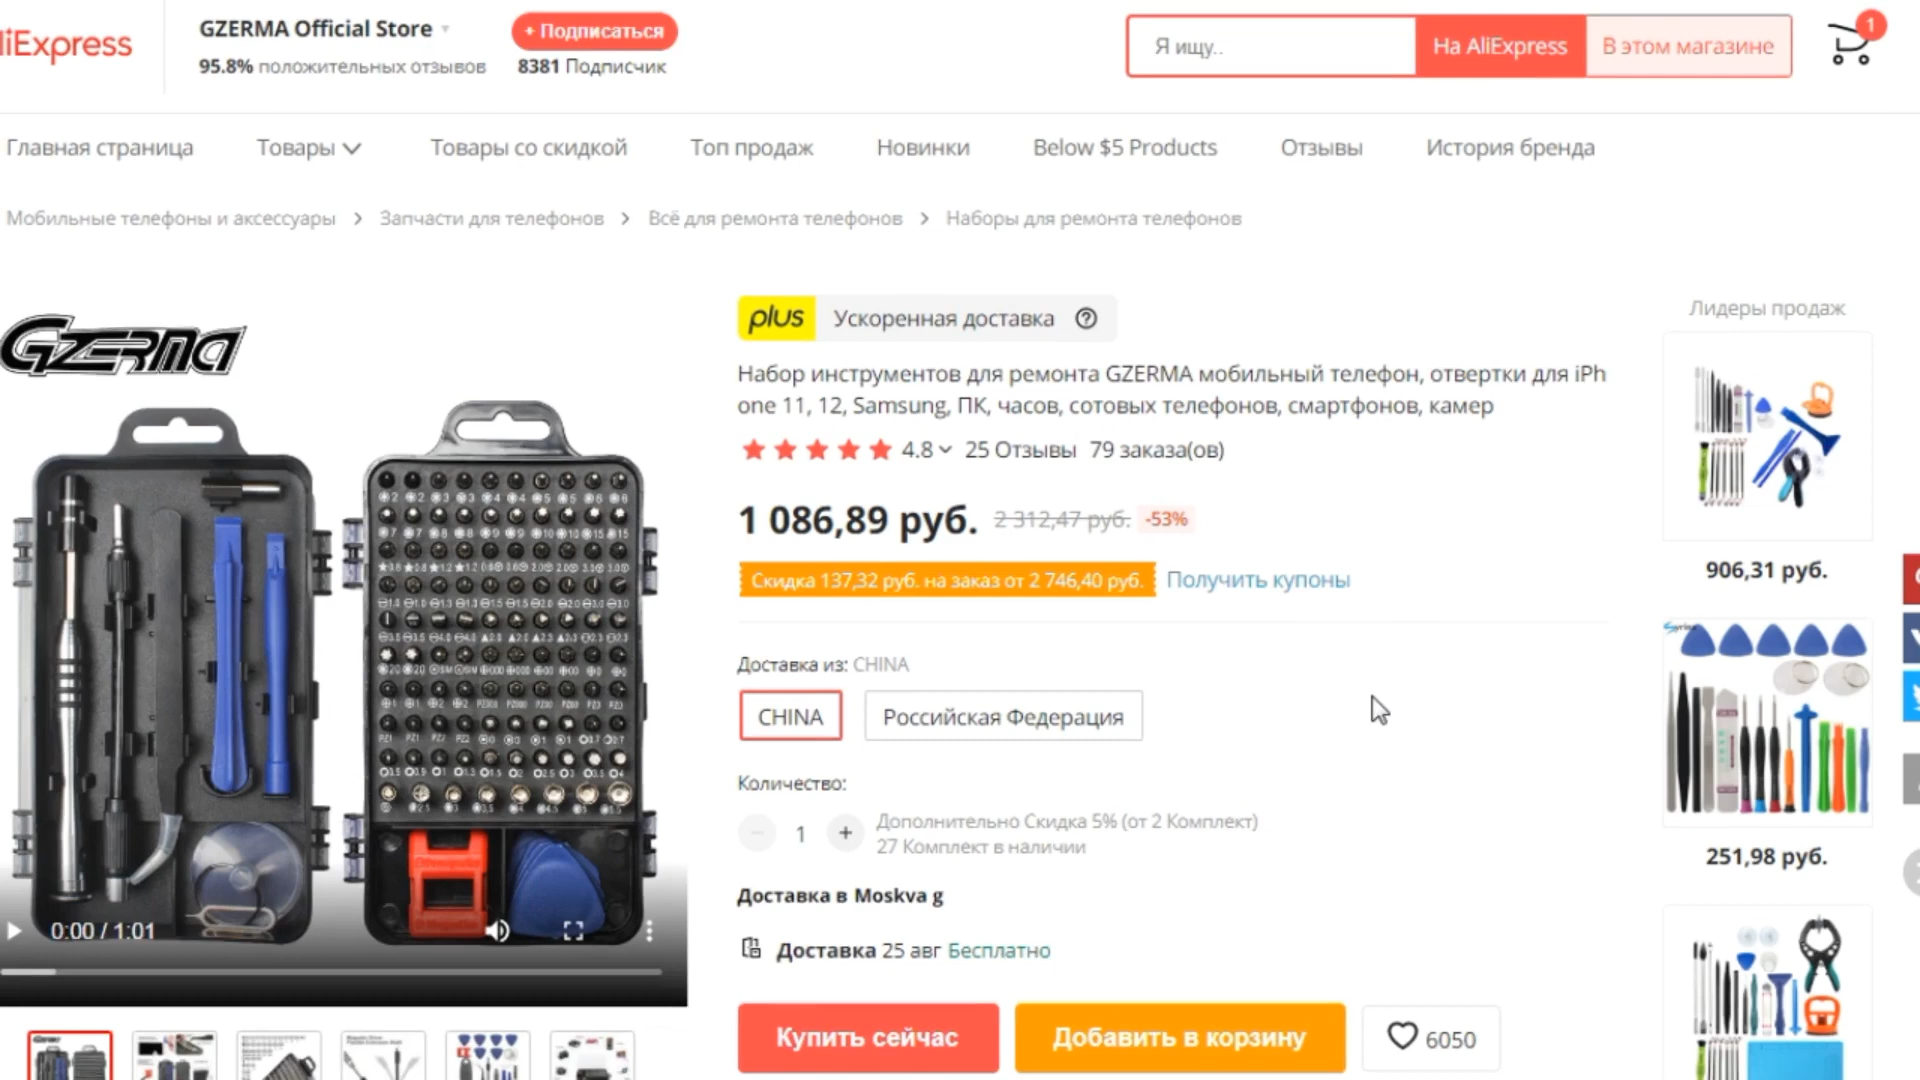 liExpress
GZERMA Official Store
+ Подписаться
95.8% положительных отзывов
8381 Подписчик
Я ищу..
На AliExpress
В этом магазине
1
Главная страница
Товары
Товары со скидкой
Топ продаж
Новинки
Below $5 Products
Отзывы
История бренда
Мобильные телефоны и аксессуары > Запчасти для телефонов > Всё для ремонта телефонов > Наборы для ремонта телефонов
GZERMA
plus Ускоренная доставка ?
Набор инструментов для ремонта GZERMA мобильный телефон, отвертки для iPh
one 11, 12, Samsung, ПК, часов, сотовых телефонов, смартфонов, камер
4.8 25 Отзывы 79 заказа(ов)
1 086,89 руб. 2 312,47 руб. -53%
Скидка 137,32 руб. на заказ от 2 746,40 руб. Получить купоны
Доставка из: CHINA
CHINA
Российская Федерация
Количество:
− 1 +
Дополнительно Скидка 5% (от 2 Комплект)
27 Комплект в наличии
Доставка в Moskva g
Доставка 25 авг Бесплатно
Купить сейчас
Добавить в корзину
6050
0:00 / 1:01
Лидеры продаж
906,31 руб.
251,98 руб.